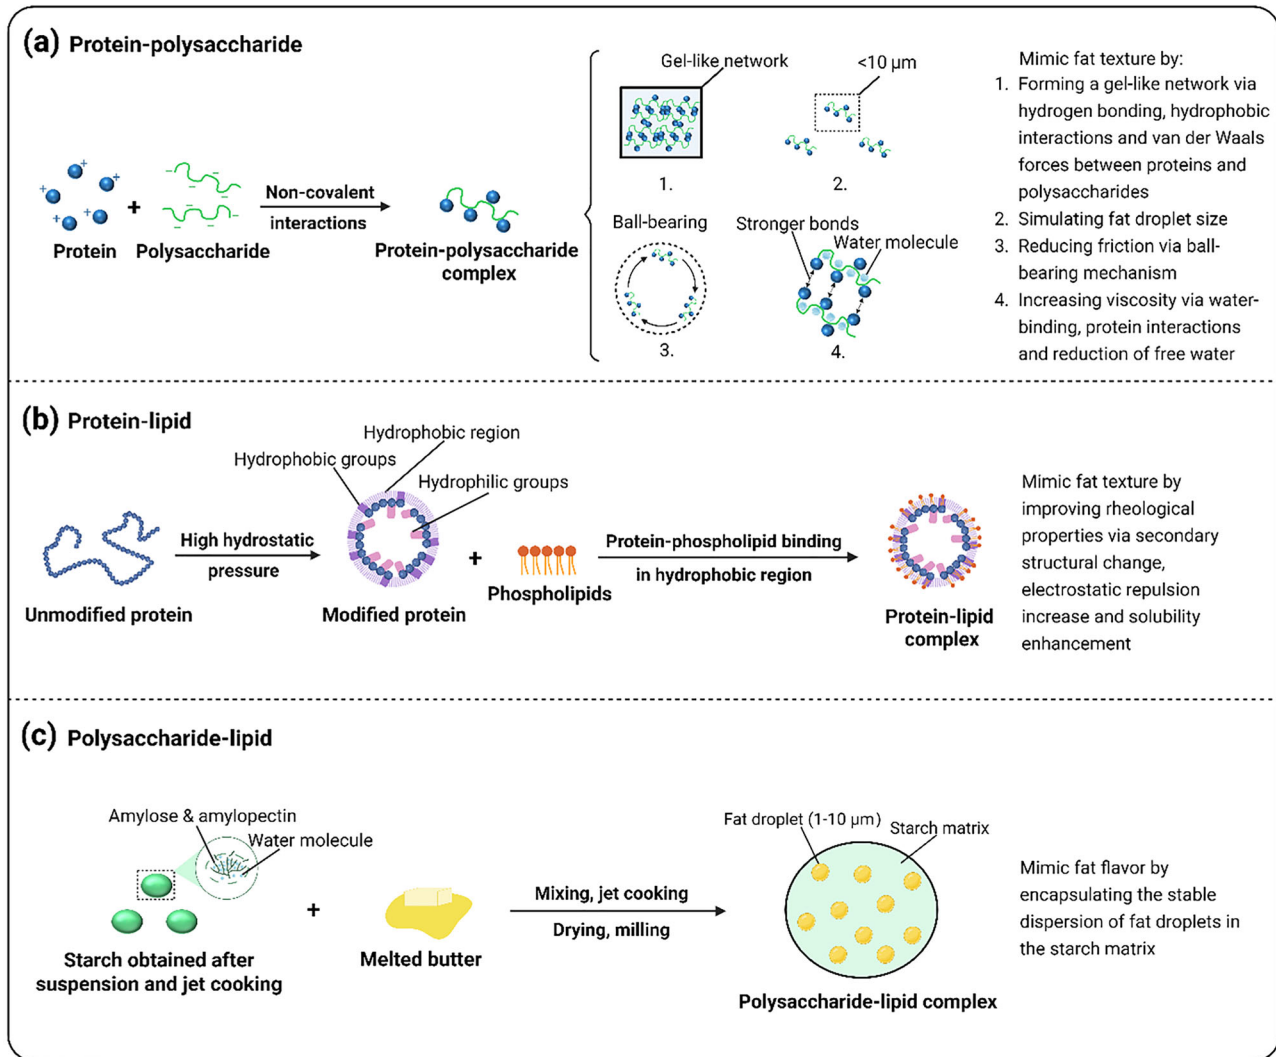 (a) Protein-polysaccharide
Gel-like network
<10 μm
+
+
+
+
+
Protein
+
Polysaccharide
Non-covalent
interactions
Protein-polysaccharide
complex
1.
2.
Ball-bearing
3.
Stronger bonds
Water molecule
4.
Mimic fat texture by:
1. Forming a gel-like network via
hydrogen bonding, hydrophobic
interactions and van der Waals
forces between proteins and
polysaccharides
2. Simulating fat droplet size
3. Reducing friction via ball-
bearing mechanism
4. Increasing viscosity via water-
binding, protein interactions
and reduction of free water
(b) Protein-lipid
Hydrophobic region
Hydrophobic groups
Hydrophilic groups
Unmodified protein
High hydrostatic
pressure
Modified protein
+
Phospholipids
Protein-phospholipid binding
in hydrophobic region
Protein-lipid
complex
Mimic fat texture by
improving rheological
properties via secondary
structural change,
electrostatic repulsion
increase and solubility
enhancement
(c) Polysaccharide-lipid
Amylose & amylopectin
Water molecule
Starch obtained after
suspension and jet cooking
+
Melted butter
Mixing, jet cooking
Drying, milling
Fat droplet (1-10 μm)
Starch matrix
Polysaccharide-lipid complex
Mimic fat flavor by
encapsulating the stable
dispersion of fat droplets in
the starch matrix